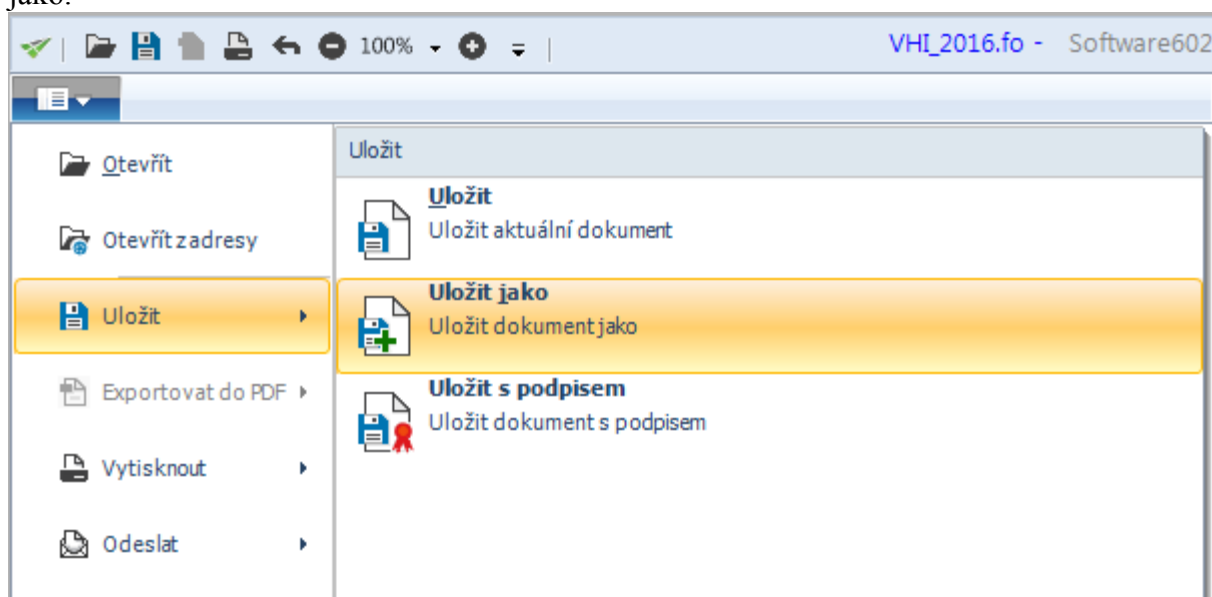 jako.
100%
VHI_2016.fo - Software602
Otevřít
Otevřít z adresy
Uložit
Exportovat do PDF
Vytisknout
Odeslat
Uložit
Uložit
Uložit aktuální dokument
Uložit jako
Uložit dokument jako
Uložit s podpisem
Uložit dokument s podpisem